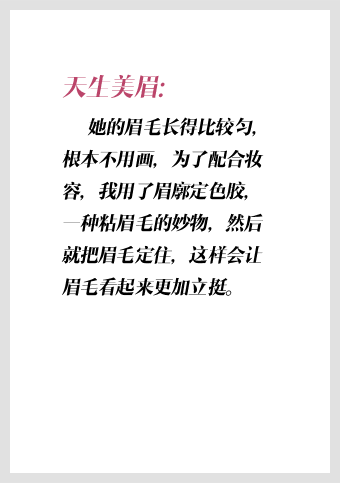 天生美眉:
她的眉毛长得比较匀,
根本不用画，为了配合妆
容，我用了眉廓定色胶,
一种粘眉毛的妙物，然后
就把眉毛定住，这样会让
眉毛看起来更加立挺。